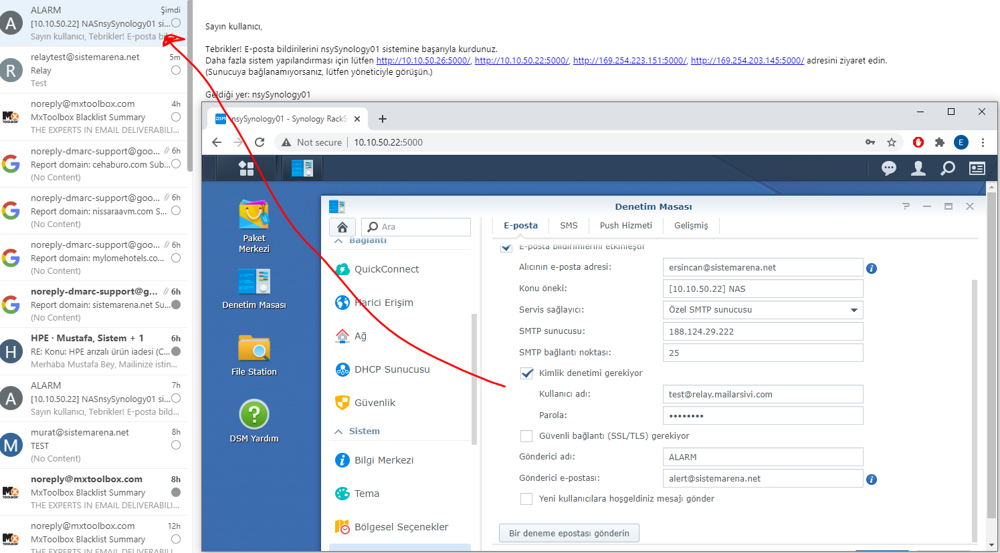 A
ALARM
Şimdi
[10.10.50.22] NASnsySynology01 si...
Sayın kullanıcı, Tebrikler! E-posta bild...
R
relaytest@sistemarena.net
5m
Relay
Test
MX TOOLBOX
noreply@mxtoolbox.com
4h
MxToolbox Blacklist Summary
THE EXPERTS IN EMAIL DELIVERABILI...
noreply-dmarc-support@goo...
6h
Report domain: cehaburo.com Sub...
(No Content)
noreply-dmarc-support@goo...
6h
Report domain: nissaraavm.com S...
(No Content)
noreply-dmarc-support@goo...
6h
Report domain: mylomehotels.co...
(No Content)
noreply-dmarc-support@g...
6h
Report domain: sistemarena.net Su...
(No Content)
H
HPE · Mustafa, Sistem + 1
6h
RE: Konu: HPE arızalı ürün iadesi (C...
Merhaba Mustafa Bey, Mailinize istin...
A
ALARM
7h
[10.10.50.22] NASnsySynology01 si...
Sayın kullanıcı, Tebrikler! E-posta bild...
M
murat@sistemarena.net
8h
TEST
(No Content)
MX TOOLBOX
noreply@mxtoolbox.com
8h
MxToolbox Blacklist Summary
THE EXPERTS IN EMAIL DELIVERABILI...
MX TOOLBOX
noreply@mxtoolbox.com
12h
MxToolbox Blacklist Summary
THE EXPERTS IN EMAIL DELIVERABILI...
Sayın kullanıcı,
Tebrikler! E-posta bildirilerini nsySynology01 sistemine başarıyla kurdunuz.
Daha fazla sistem yapılandırması için lütfen http://10.10.50.26:5000/, http://10.10.50.22:5000/, http://169.254.223.151:5000/, http://169.254.203.145:5000/ adresini ziyaret edin.
(Sunucuya bağlanamıyorsanız, lütfen yöneticiyle görüşün.)
Geldiği yer: nsySynology01
DSM
nsySynology01 - Synology RackS
Not secure
10.10.50.22:5000
E
Paket
Merkezi
Denetim Masası
File Station
DSM Yardım
Denetim Masası
Ara
Bağlantı
QuickConnect
Harici Erişim
Ağ
DHCP Sunucusu
Güvenlik
Sistem
Bilgi Merkezi
Tema
Bölgesel Seçenekler
E-posta
SMS
Push Hizmeti
Gelişmiş
E-posta bildirimlerini etkinleştir
Alıcının e-posta adresi:
ersincan@sistemarena.net
Konu öneki:
[10.10.50.22] NAS
Servis sağlayıcı:
Özel SMTP sunucusu
SMTP sunucusu:
188.124.29.222
SMTP bağlantı noktası:
25
Kimlik denetimi gerekiyor
Kullanıcı adı:
test@relay.mailarsivi.com
Parola:
••••••••
Güvenli bağlantı (SSL/TLS) gerekiyor
Gönderici adı:
ALARM
Gönderici e-postası:
alert@sistemarena.net
Yeni kullanıcılara hoşgeldiniz mesajı gönder
Bir deneme epostası gönderin